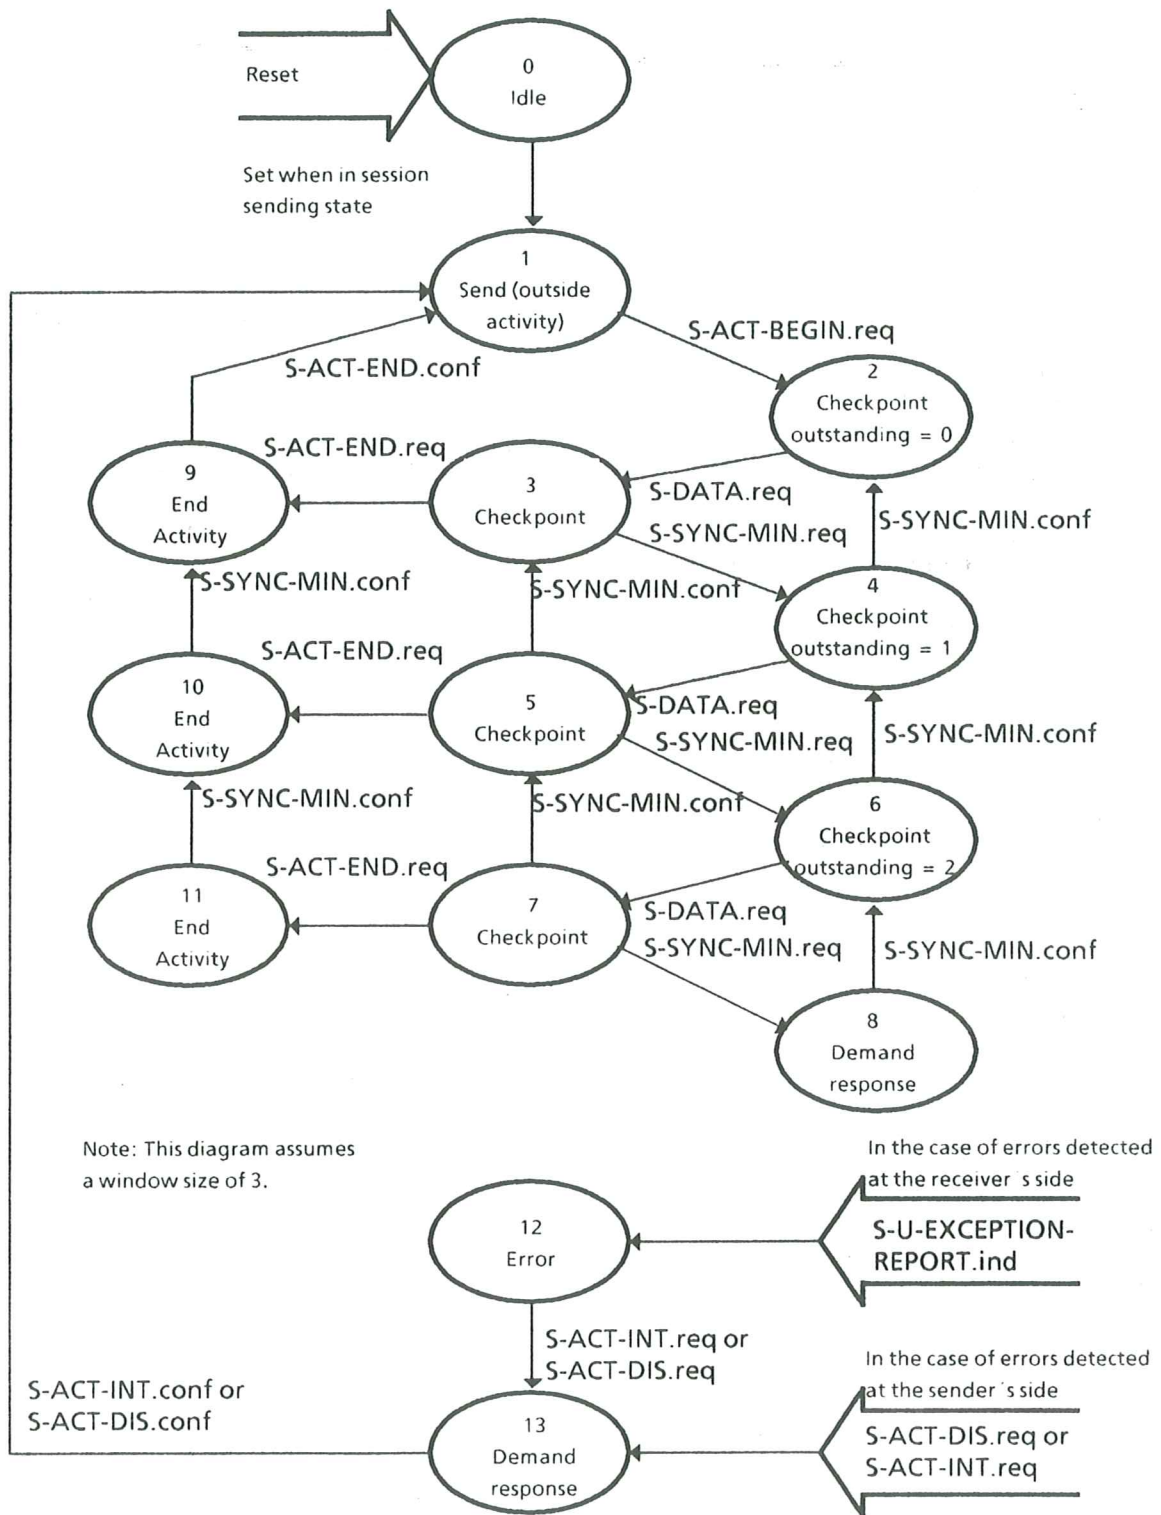 0
Idle
Reset
Set when in session
sending state
1
Send (outside
activity)
S-ACT-BEGIN.req
S-ACT-END.conf
2
Checkpoint
outstanding = 0
S-ACT-END.req
9
End
Activity
3
Checkpoint
S-DATA.req
S-SYNC-MIN.req
S-SYNC-MIN.conf
S-SYNC-MIN.conf
S-SYNC-MIN.conf
4
Checkpoint
outstanding = 1
S-ACT-END.req
10
End
Activity
5
Checkpoint
S-DATA.req
S-SYNC-MIN.req
S-SYNC-MIN.conf
S-SYNC-MIN.conf
S-SYNC-MIN.conf
6
Checkpoint
outstanding = 2
S-ACT-END.req
11
End
Activity
7
Checkpoint
S-DATA.req
S-SYNC-MIN.req
S-SYNC-MIN.conf
8
Demand
response
Note: This diagram assumes
a window size of 3.
In the case of errors detected
at the receiver's side
12
Error
S-U-EXCEPTION-
REPORT.ind
S-ACT-INT.req or
S-ACT-DIS.req
In the case of errors detected
at the sender's side
S-ACT-INT.conf or
S-ACT-DIS.conf
13
Demand
response
S-ACT-DIS.req or
S-ACT-INT.req